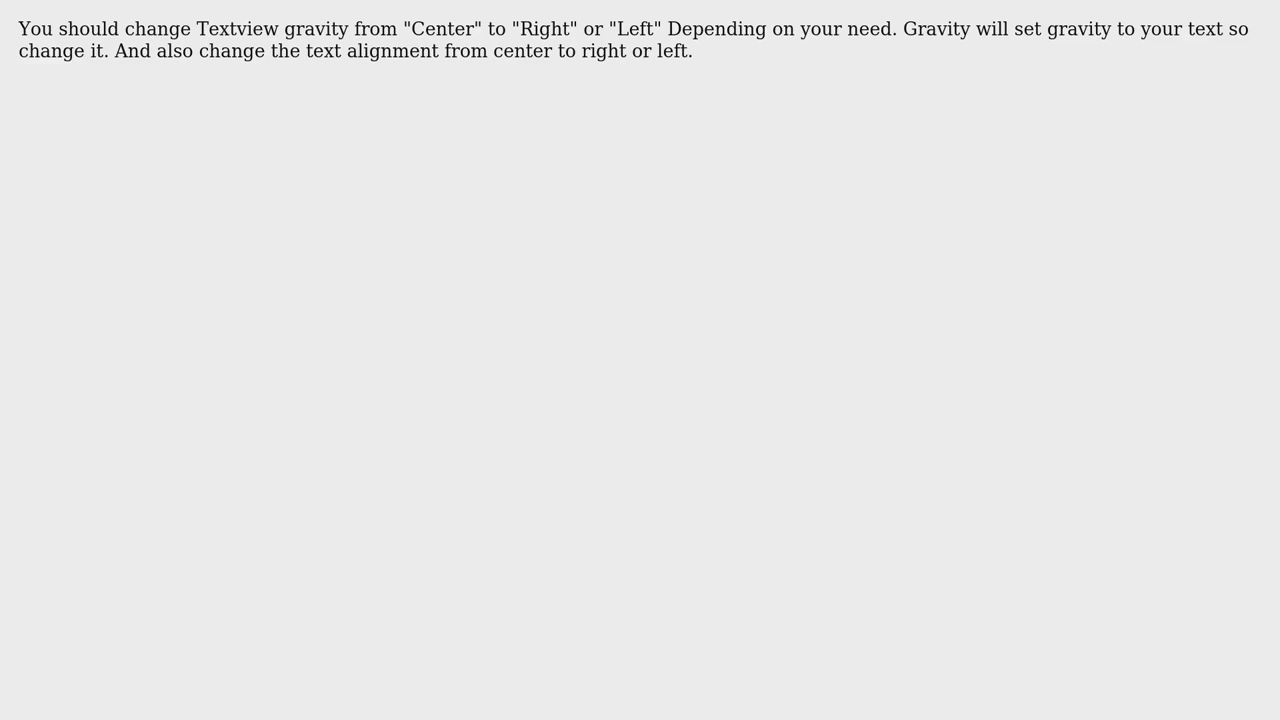 You should change Textview gravity from "Center" to "Right" or "Left" Depending on your need. Gravity will set gravity to your text so
change it. And also change the text alignment from center to right or left.